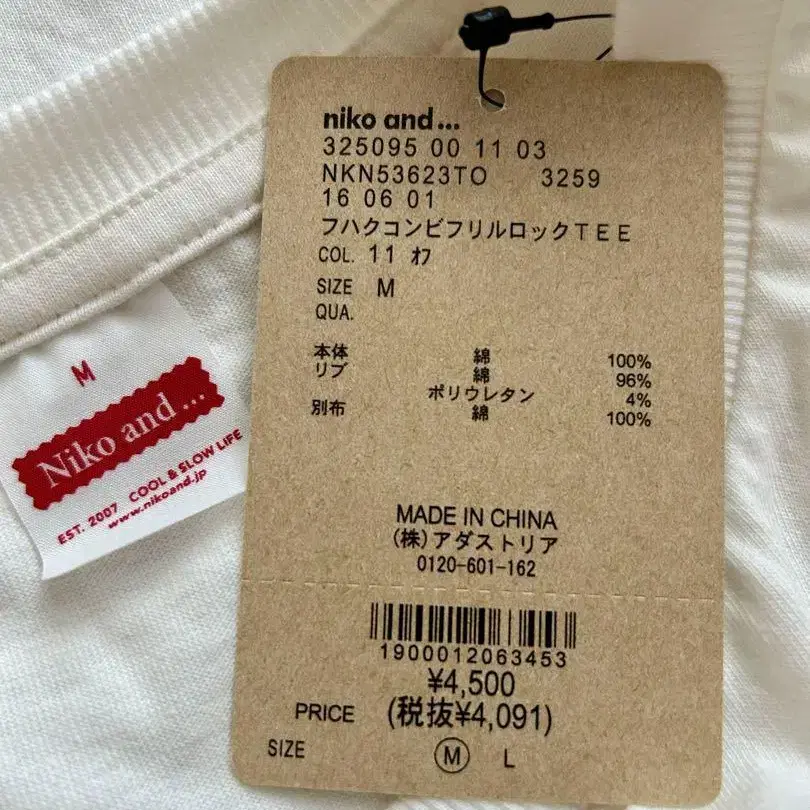 niko and...
325095 00 11 03
NKN53623TO 3259
16 06 01
フハクコンビフリルロックTEE
COL. 11 オフ
SIZE M
QUA.
本体 綿 100%
リブ 綿 96%
ポリウレタン 4%
別布 綿 100%
MADE IN CHINA
(株)アダストリア
0120-601-162
1900012063453
¥4,500
PRICE (税抜¥4,091)
SIZE M L
M
Niko and...
EST. 2007 COOL & SLOW LIFE
www.nikoand.jp